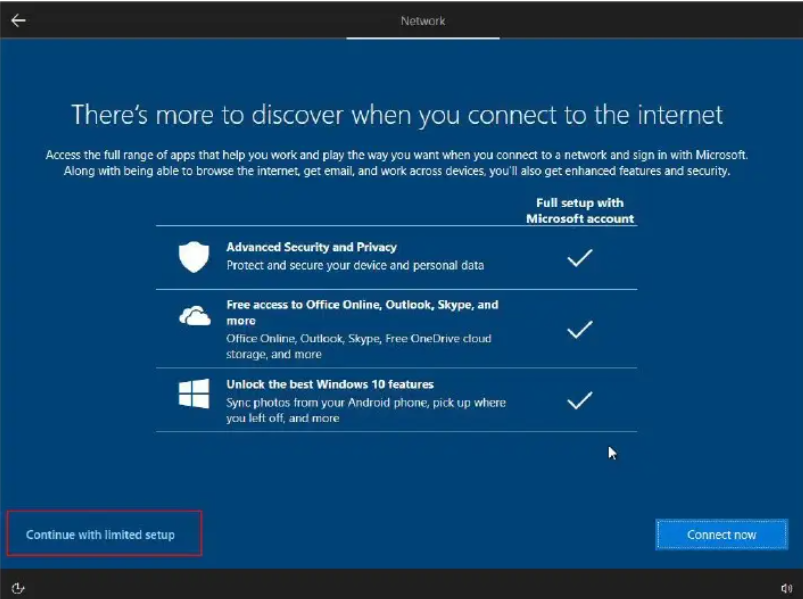 Network
There's more to discover when you connect to the internet
Access the full range of apps that help you work and play the way you want when you connect to a network and sign in with Microsoft.
Along with being able to browse the internet, get email, and work across devices, you'll also get enhanced features and security.
Full setup with
Microsoft account
Advanced Security and Privacy
Protect and secure your device and personal data
Free access to Office Online, Outlook, Skype, and
more
Office Online, Outlook, Skype, Free OneDrive cloud
storage, and more
Unlock the best Windows 10 features
Sync photos from your Android phone, pick up where
you left off, and more
Continue with limited setup
Connect now